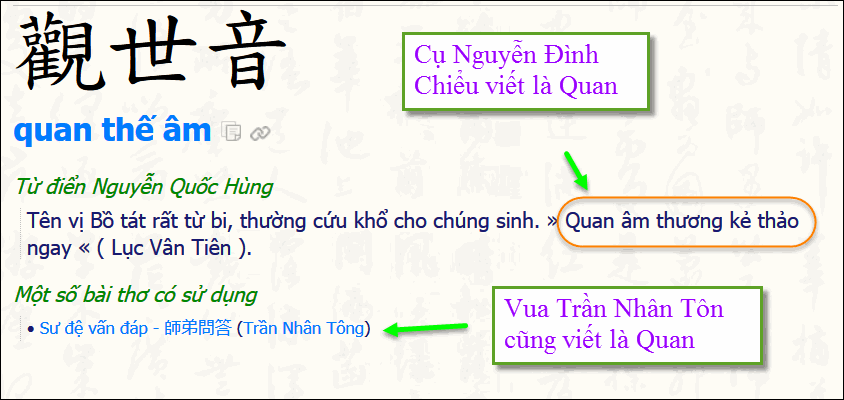 觀世音
Cụ Nguyễn Đình
Chiểu viết là Quan
quan thế âm
Từ điển Nguyễn Quốc Hùng
Tên vị Bồ tát rất từ bi, thường cứu khổ cho chúng sinh. » Quan âm thương kẻ thảo
ngay « ( Lục Vân Tiên ).
Một số bài thơ có sử dụng
• Sư đệ vấn đáp - 師弟問答 (Trần Nhân Tông)
Vua Trần Nhân Tôn
cũng viết là Quan